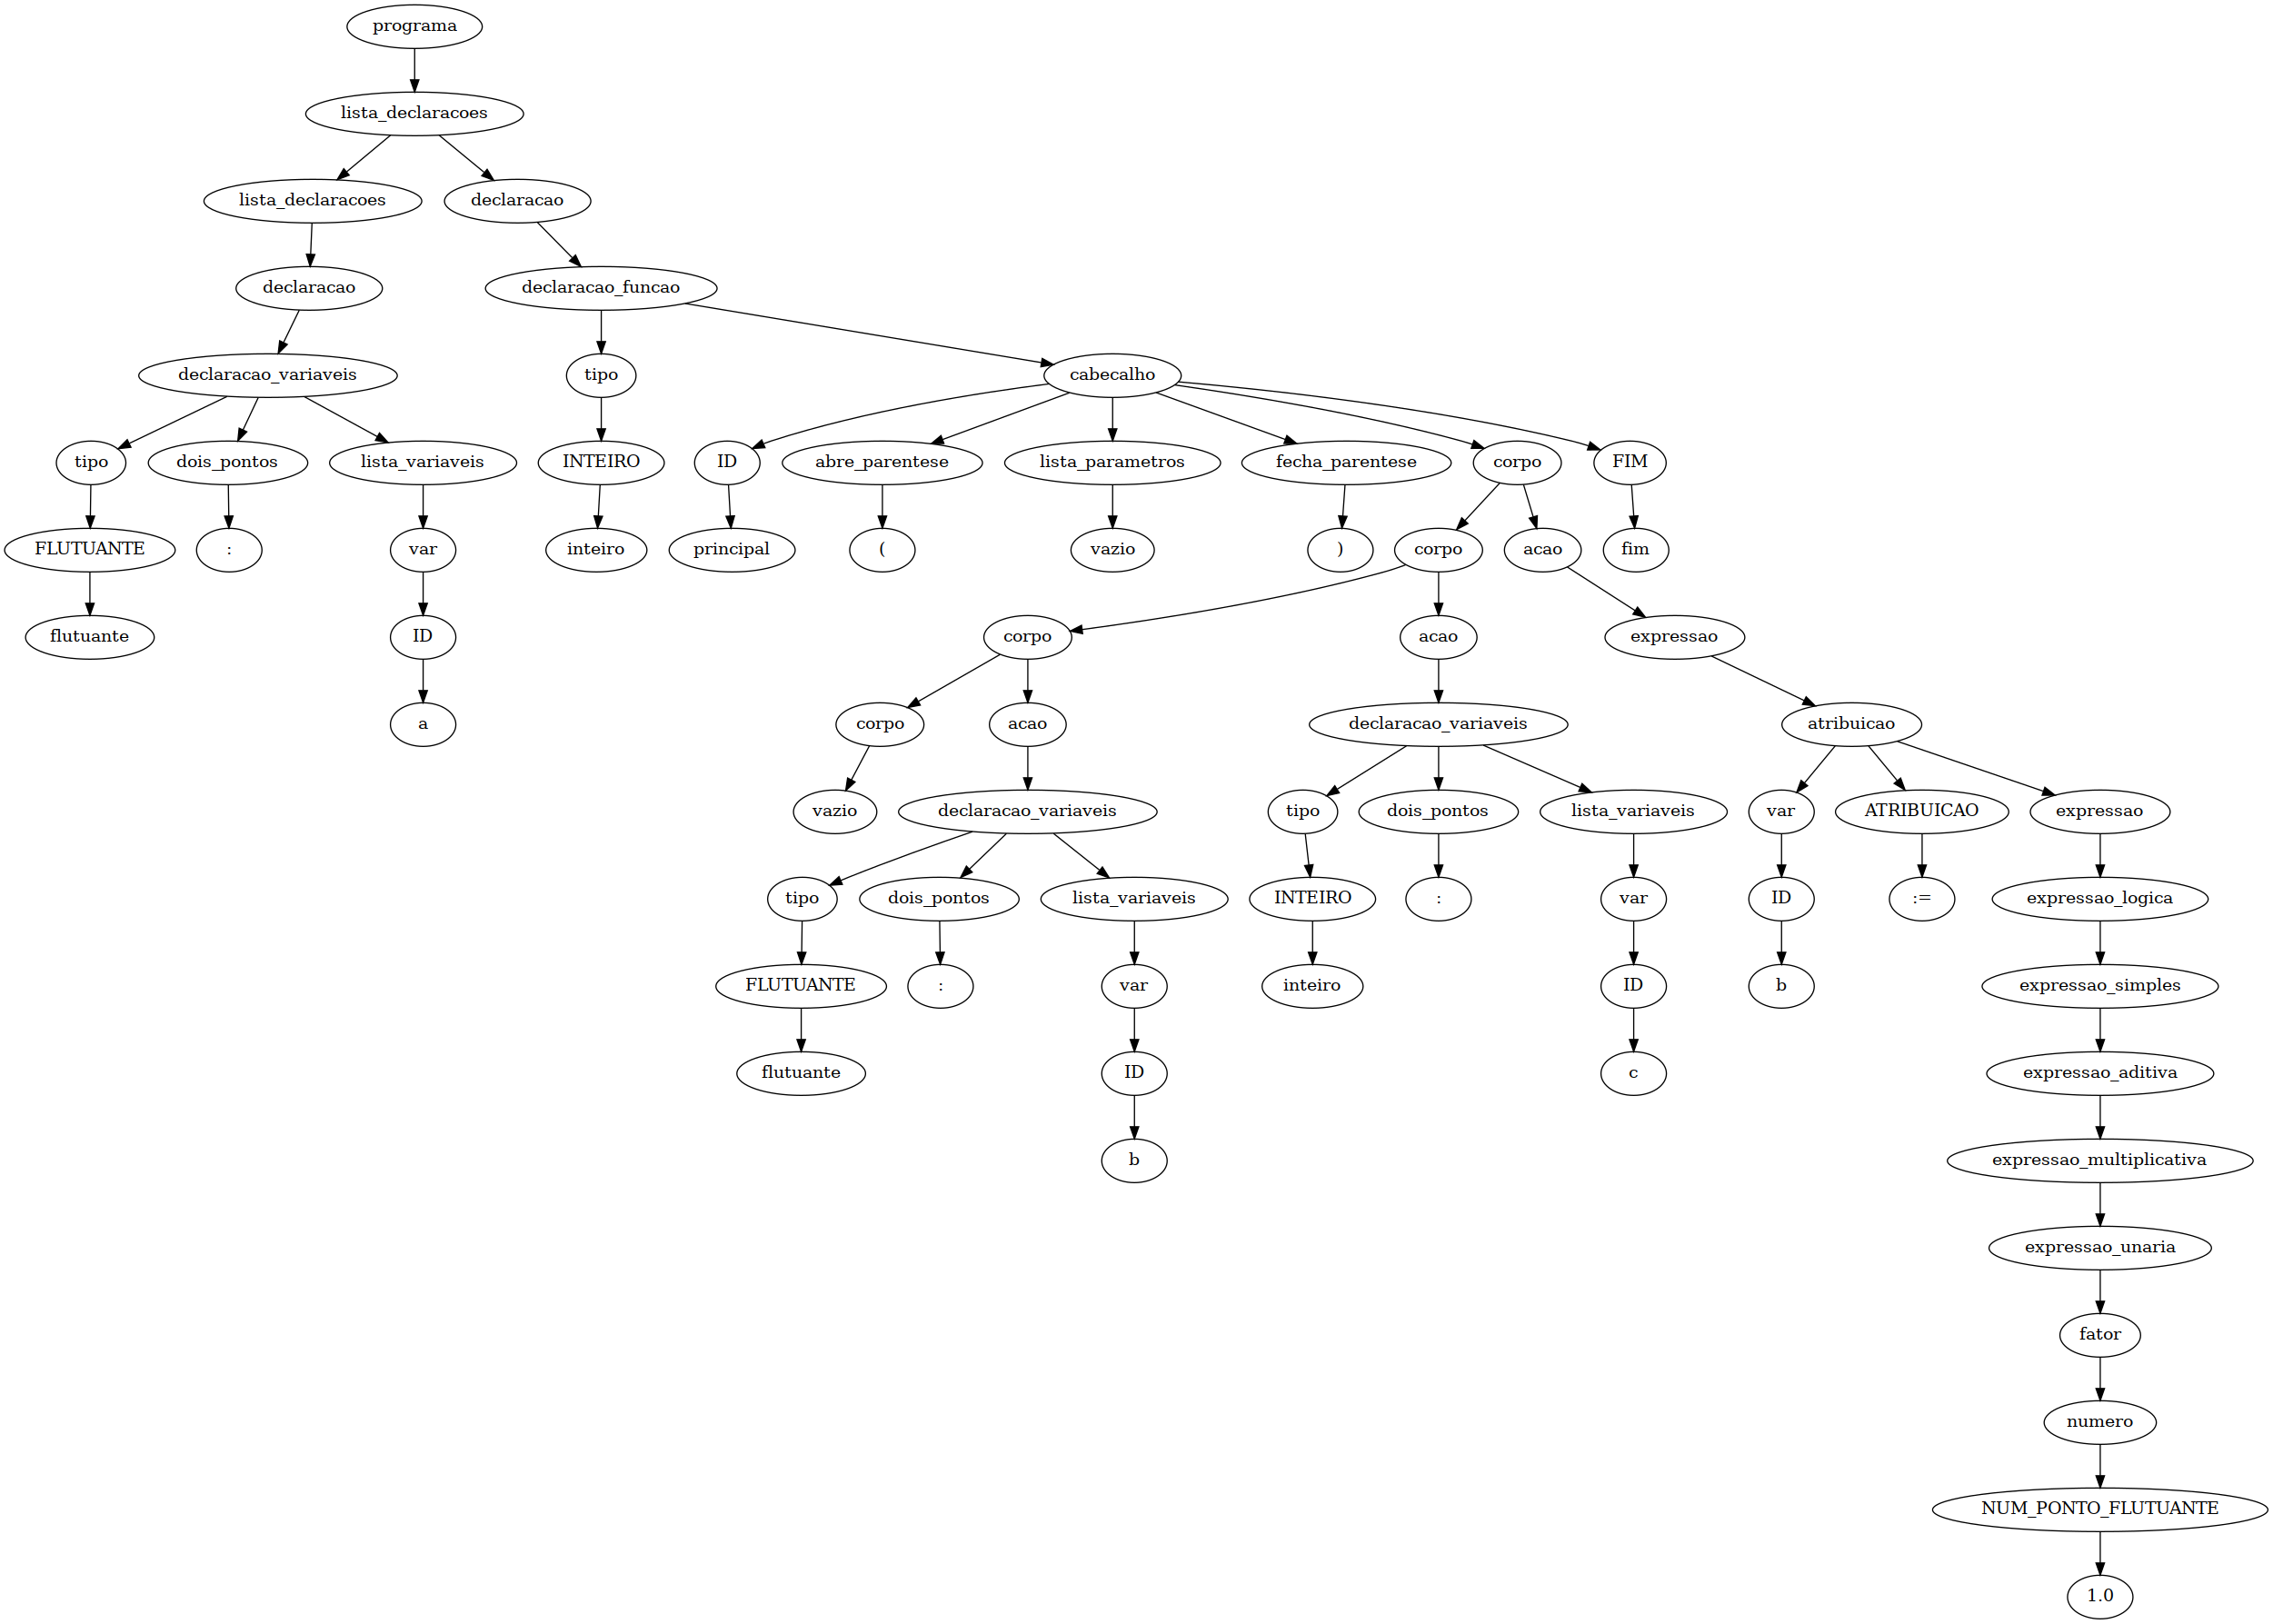 programa
lista_declaracoes
lista_declaracoes declaracao
declaracao declaracao_funcao
declaracao_variaveis tipo cabecalho
tipo dois_pontos lista_variaveis INTEIRO ID abre_parentese lista_parametros fecha_parentese corpo FIM
FLUTUANTE : var inteiro principal ( vazio ) corpo acao fim
flutuante ID corpo acao expressao
a corpo acao declaracao_variaveis atribuicao
vazio declaracao_variaveis tipo dois_pontos lista_variaveis var ATRIBUICAO expressao
tipo dois_pontos lista_variaveis INTEIRO : var ID := expressao_logica
FLUTUANTE : var inteiro ID b expressao_simples
flutuante ID c expressao_aditiva
b expressao_multiplicativa
expressao_unaria
fator
numero
NUM_PONTO_FLUTUANTE
1.0